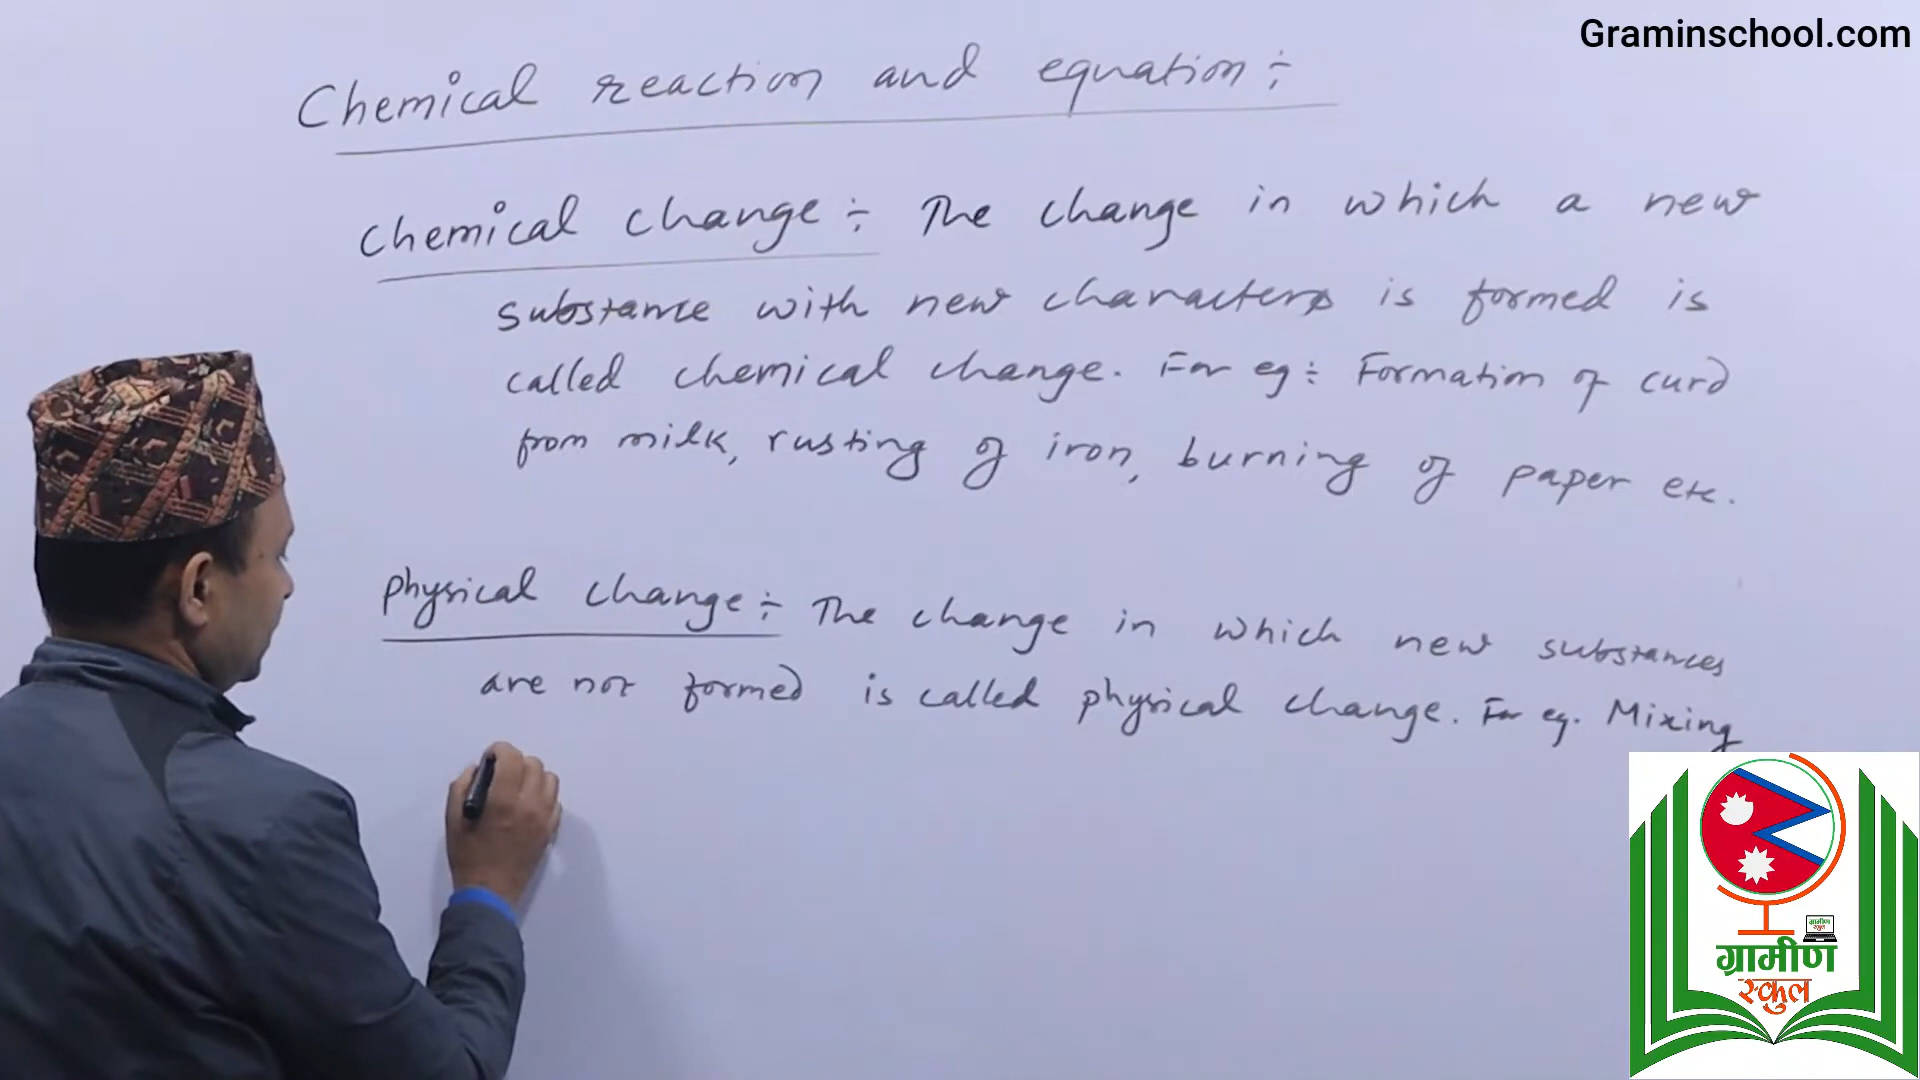 Graminschool.com
Chemical reaction and equation ÷
Chemical change ÷ The change in which a new
substance with new characters is formed is
called chemical change. For eg ÷ Formation of curd
from milk, rusting of iron, burning of paper etc.
Physical change ÷ The change in which new substances
are not formed is called physical change. For eg. Mixing
ग्रामीण
स्कुल
ग्रामीण
स्कुल